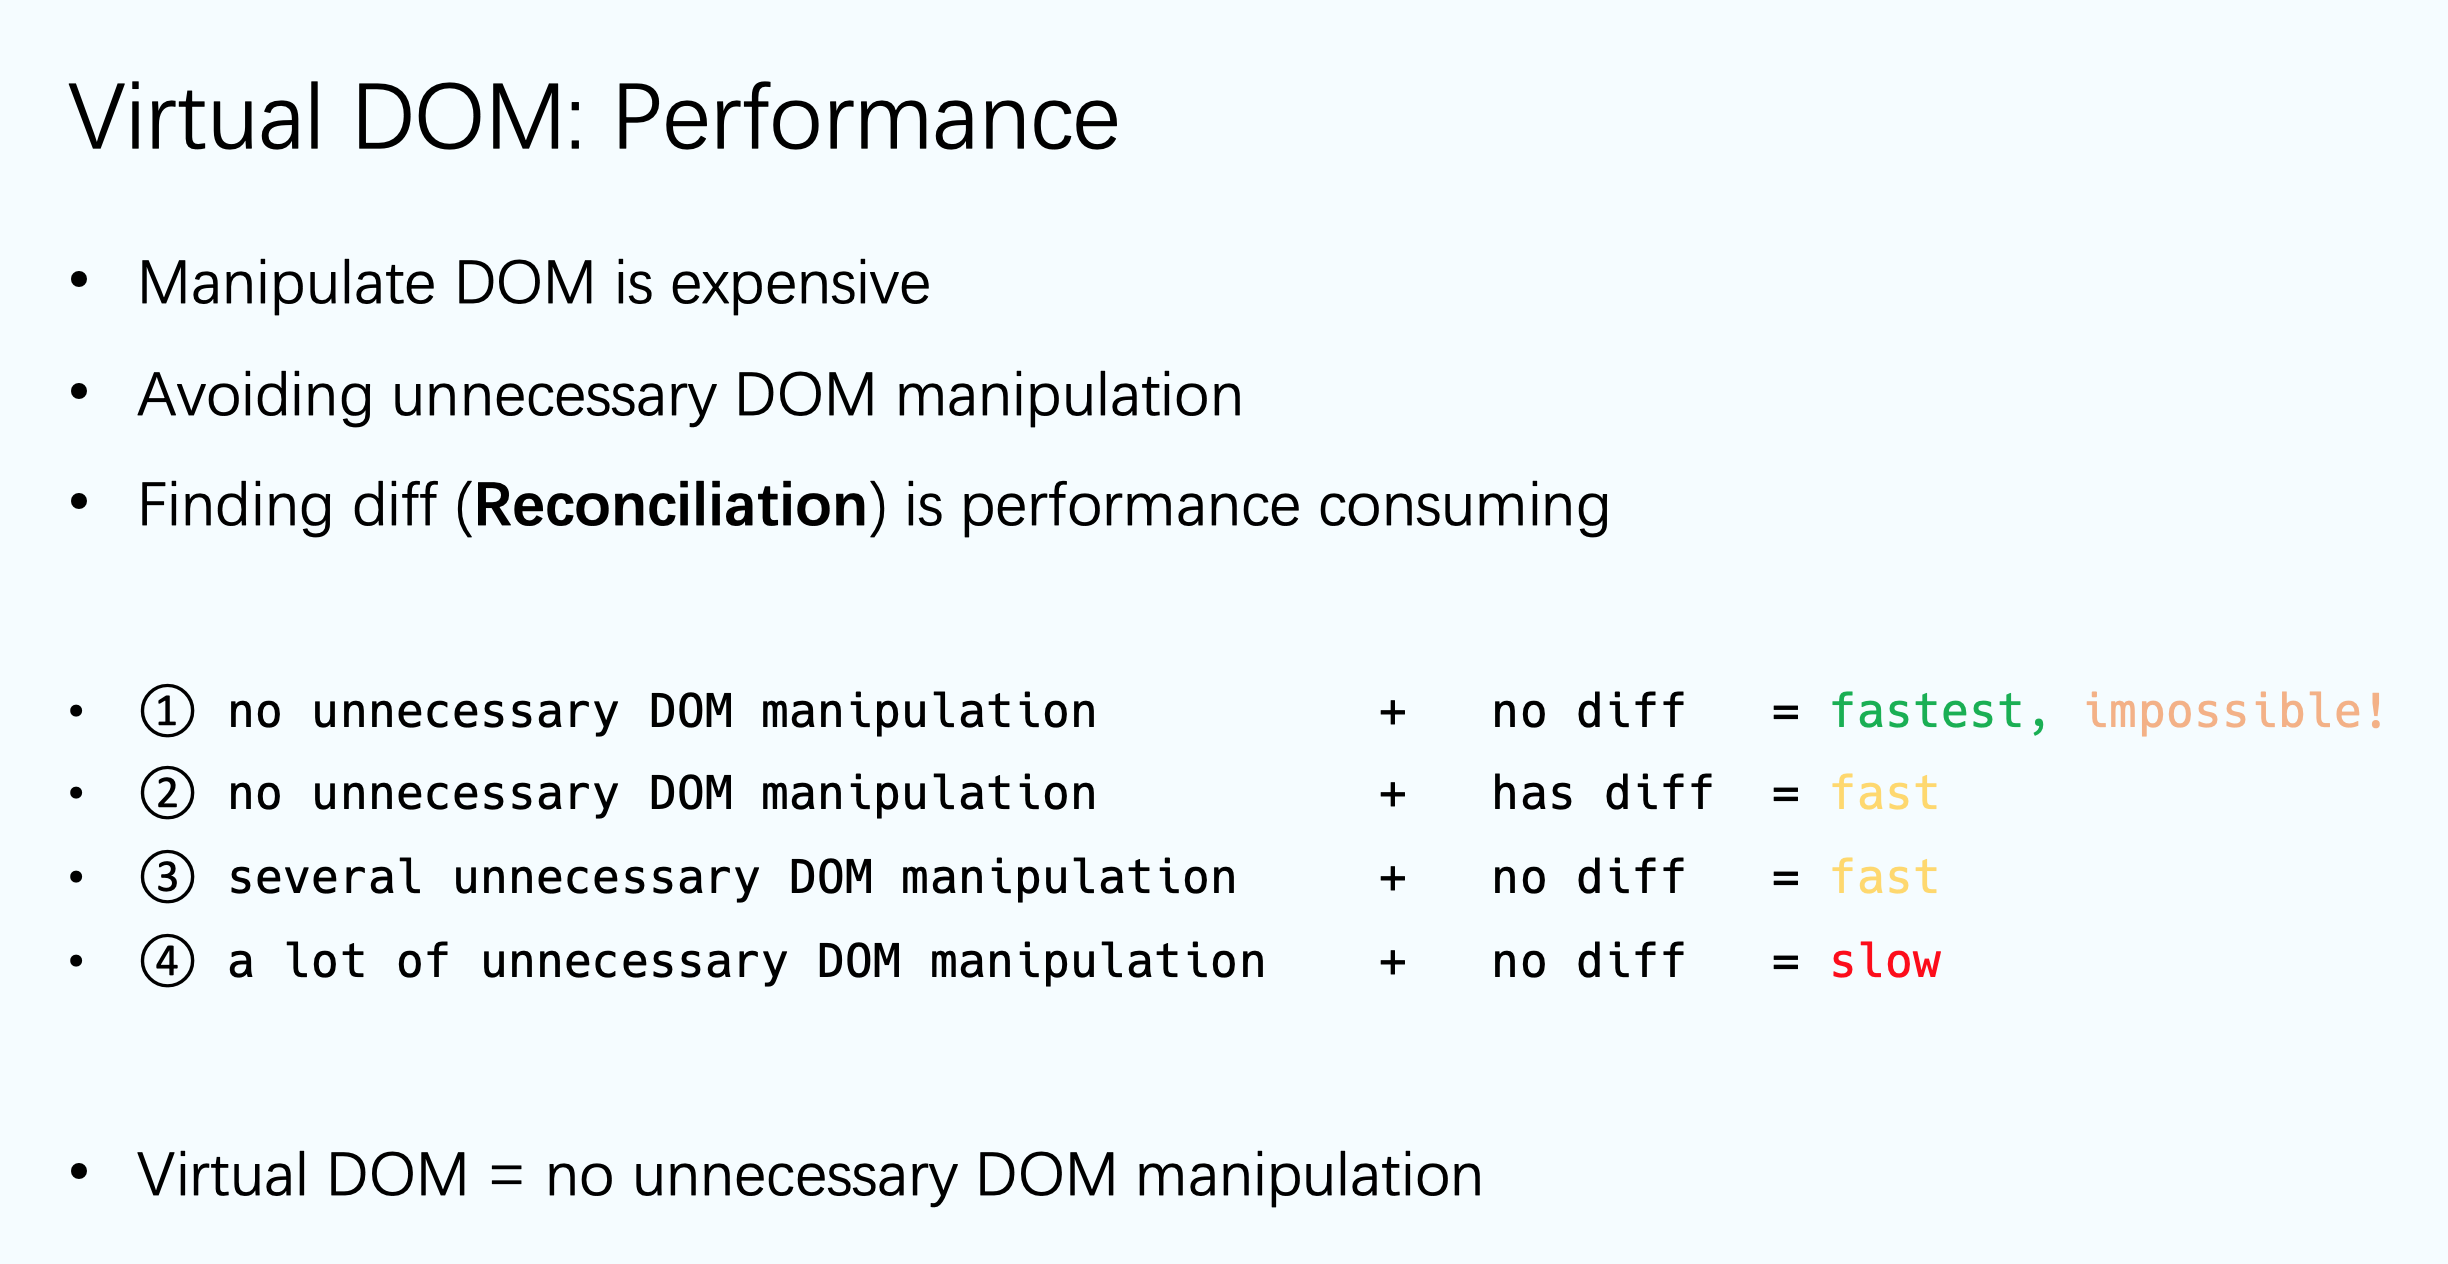 Virtual DOM: Performance
• Manipulate DOM is expensive
• Avoiding unnecessary DOM manipulation
• Finding diff (Reconciliation) is performance consuming
• ① no unnecessary DOM manipulation + no diff = fastest, impossible!
• ② no unnecessary DOM manipulation + has diff = fast
• ③ several unnecessary DOM manipulation + no diff = fast
• ④ a lot of unnecessary DOM manipulation + no diff = slow
• Virtual DOM = no unnecessary DOM manipulation